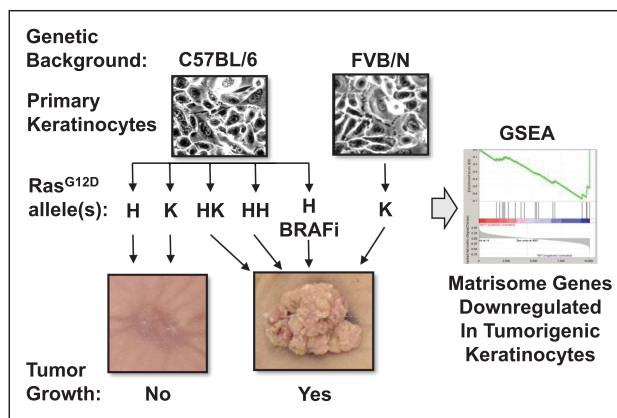 Genetic
Background:
C57BL/6
FVB/N
Primary
Keratinocytes
GSEA
Ras^G12D
allele(s):
H K HK HH H
BRAFi
K
Matrisome Genes
Downregulated
In Tumorigenic
Keratinocytes
Tumor
Growth:
No
Yes